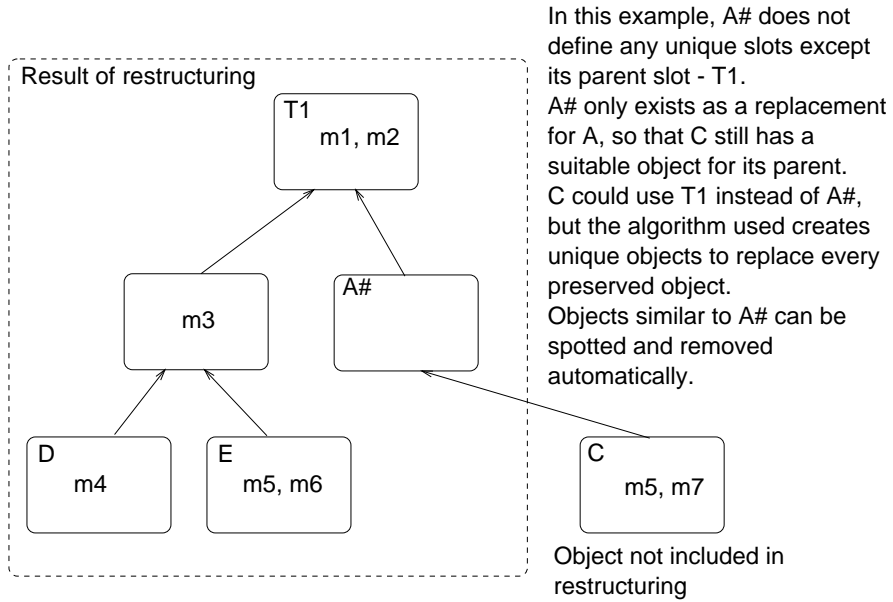 In this example, A# does not
define any unique slots except
its parent slot - T1.
A# only exists as a replacement
for A, so that C still has a
suitable object for its parent.
C could use T1 instead of A#,
but the algorithm used creates
unique objects to replace every
preserved object.
Objects similar to A# can be
spotted and removed
automatically.
Result of restructuring
T1
m1, m2
m3
A#
D
m4
E
m5, m6
C
m5, m7
Object not included in
restructuring